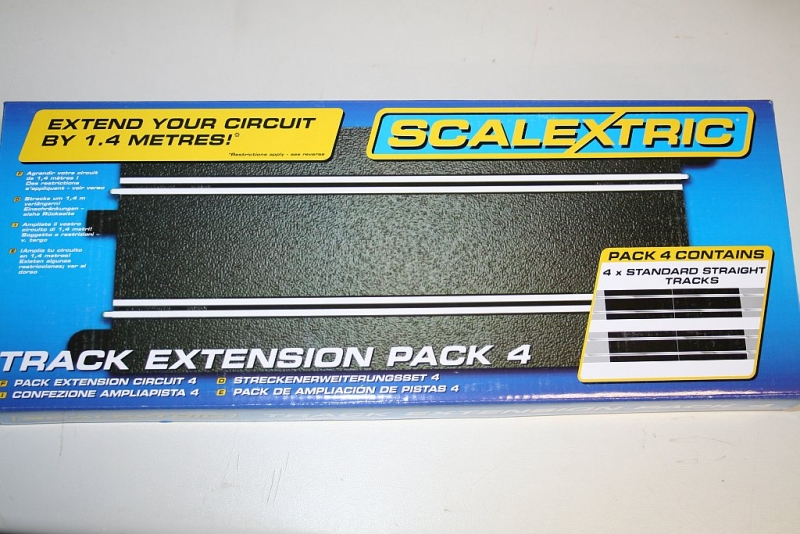 EXTEND YOUR CIRCUIT
BY 1.4 METRES!*
*Restrictions apply - see reverse
SCALEXTRIC
F Agrandir votre circuit
de 1,4 mètres !
Des restrictions
s'appliquent - voir verso
D Strecke um 1,4 m
verlängern!
Einschränkungen -
siehe Rückseite
I Ampliate il vostro
circuito di 1,4 metri!
Soggetto a restrizioni -
v. tergo
E ¡Amplía tu circuito
en 1,4 metros!
Existen algunas
restricciones; ver al
dorso
PACK 4 CONTAINS
4 x STANDARD STRAIGHT
TRACKS
TRACK EXTENSION PACK 4
F PACK EXTENSION CIRCUIT 4
D STRECKENERWEITERUNGSSET 4
I CONFEZIONE AMPLIAPISTA 4
E PACK DE AMPLIACIÓN DE PISTAS 4